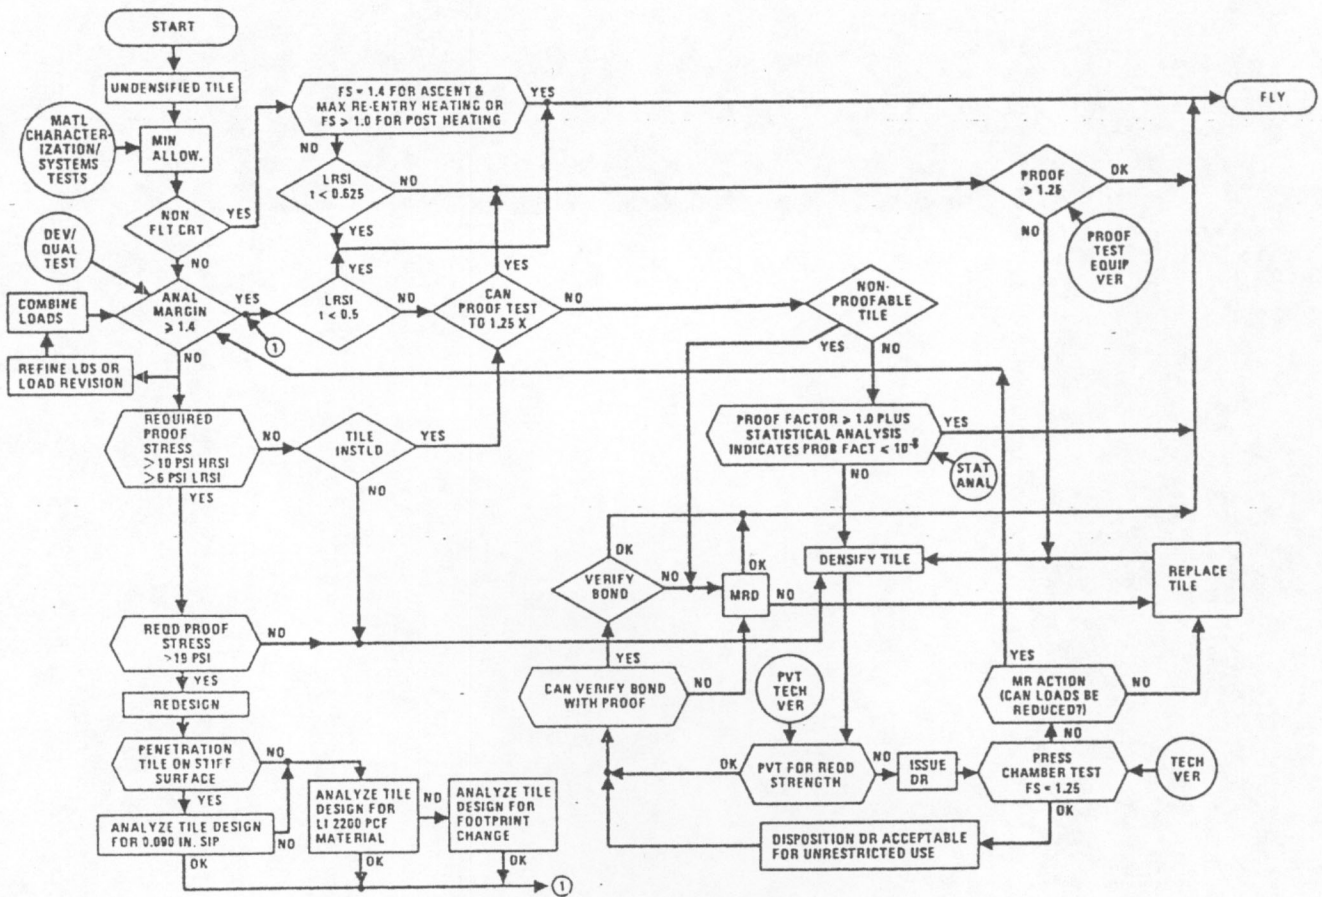 START
UNDENSIFIED TILE
MATL
CHARACTER-
IZATION/
SYSTEMS
TESTS
MIN
ALLOW.
NON
FLT CRT
YES
NO
FS = 1.4 FOR ASCENT &
MAX RE-ENTRY HEATING OR
FS ≥ 1.0 FOR POST HEATING
YES
NO
FLY
LRSI
t < 0.625
NO
YES
PROOF
≥ 1.25
OK
NO
PROOF
TEST
EQUIP
VER
DEV/
QUAL
TEST
COMBINE
LOADS
ANAL
MARGIN
≥ 1.4
YES
NO
1
REFINE LDS OR
LOAD REVISION
LRSI
t < 0.5
YES
NO
CAN
PROOF TEST
TO 1.25 X
YES
NO
NON-
PROOFABLE
TILE
YES
NO
REQUIRED
PROOF
STRESS
>10 PSI HRSI
>6 PSI LRSI
NO
YES
TILE
INSTLD
YES
NO
PROOF FACTOR ≥ 1.0 PLUS
STATISTICAL ANALYSIS
INDICATES PROB FACT < 10⁻⁸
YES
NO
STAT
ANAL
DENSIFY TILE
REPLACE
TILE
VERIFY
BOND
OK
NO
MRD
OK
NO
REQD PROOF
STRESS
>19 PSI
NO
YES
CAN VERIFY BOND
WITH PROOF
YES
NO
PVT
TECH
VER
MR ACTION
(CAN LOADS BE
REDUCED?)
YES
NO
REDESIGN
PENETRATION
TILE ON STIFF
SURFACE
NO
YES
PVT FOR REQD
STRENGTH
OK
NO
ISSUE
DR
PRESS
CHAMBER TEST
FS = 1.25
NO
OK
TECH
VER
ANALYZE TILE DESIGN
FOR 0.090 IN. SIP
NO
OK
ANALYZE TILE
DESIGN FOR
LI 2200 PCF
MATERIAL
NO
OK
ANALYZE TILE
DESIGN FOR
FOOTPRINT
CHANGE
OK
DISPOSITION DR ACCEPTABLE
FOR UNRESTRICTED USE
1